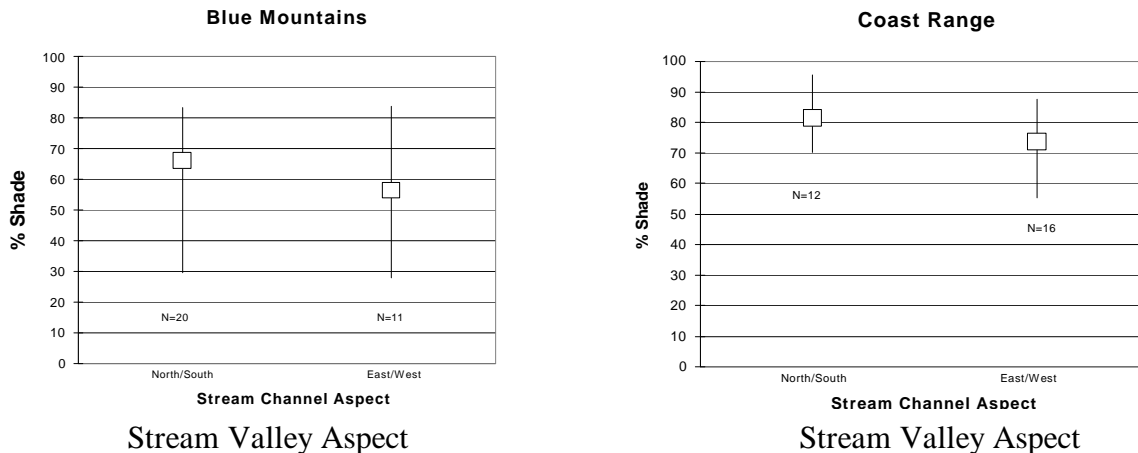 Blue Mountains
100
90
80
70
60
50
40
30
20
10
0
% Shade
N=20
N=11
North/South
East/West
Stream Channel Aspect
Stream Valley Aspect
Coast Range
100
90
80
70
60
50
40
30
20
10
0
% Shade
N=12
N=16
North/South
East/West
Stream Channel Aspect
Stream Valley Aspect